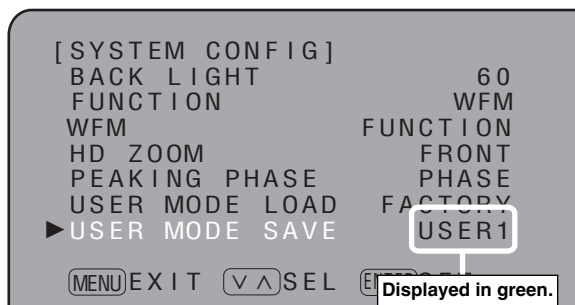 [SYSTEM CONFIG]
BACK LIGHT 60
FUNCTION WFM
WFM FUNCTION
HD ZOOM FRONT
PEAKING PHASE PHASE
USER MODE LOAD FACTORY
▶USER MODE SAVE USER1
MENU EXIT ∨ ∧ SEL
Displayed in green.